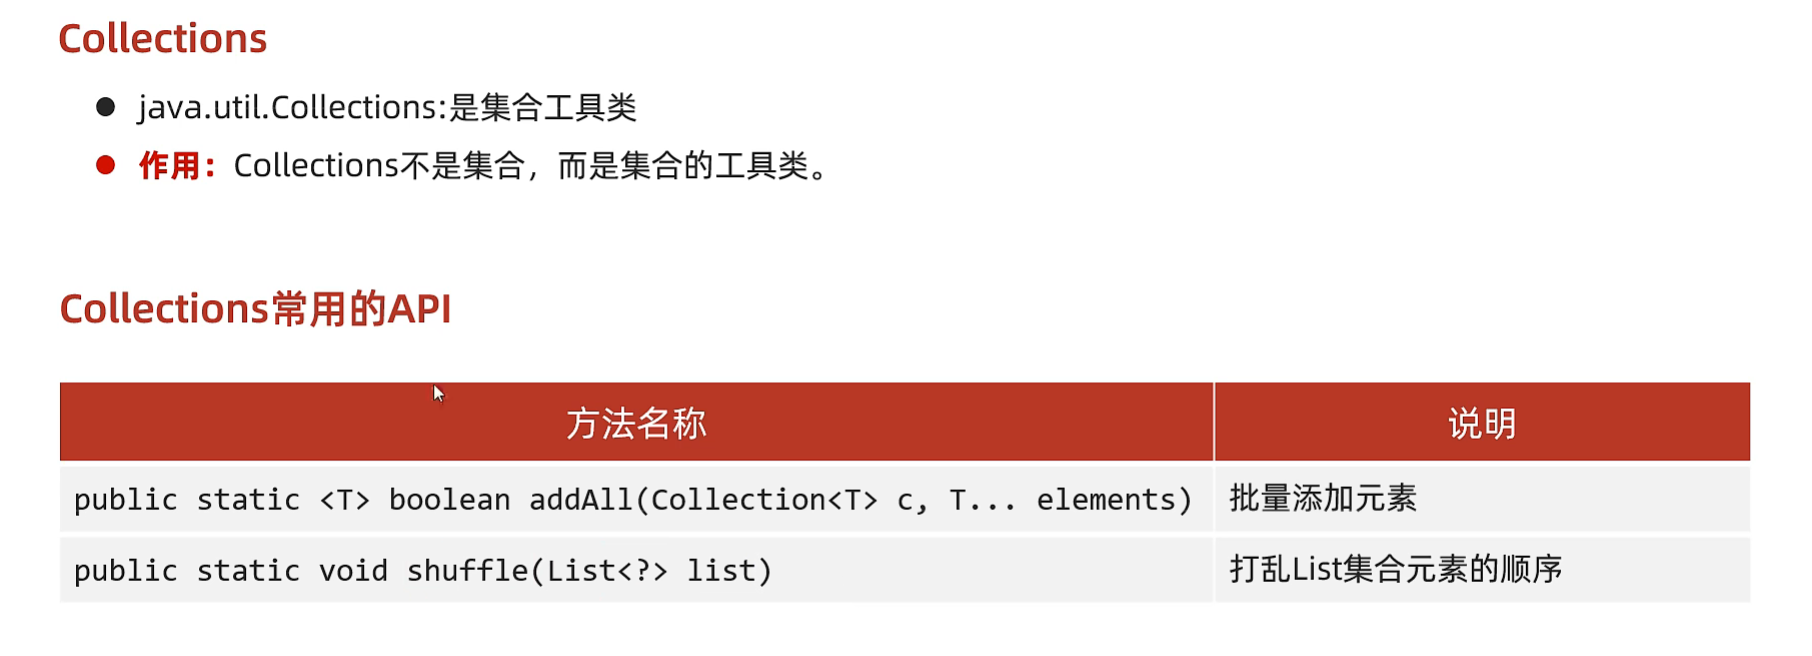 Collections
java.util.Collections:是集合工具类
作用：Collections不是集合，而是集合的工具类。
Collections常用的API
方法名称 说明
public static <T> boolean addAll(Collection<T> c, T... elements) 批量添加元素
public static void shuffle(List<?> list) 打乱List集合元素的顺序